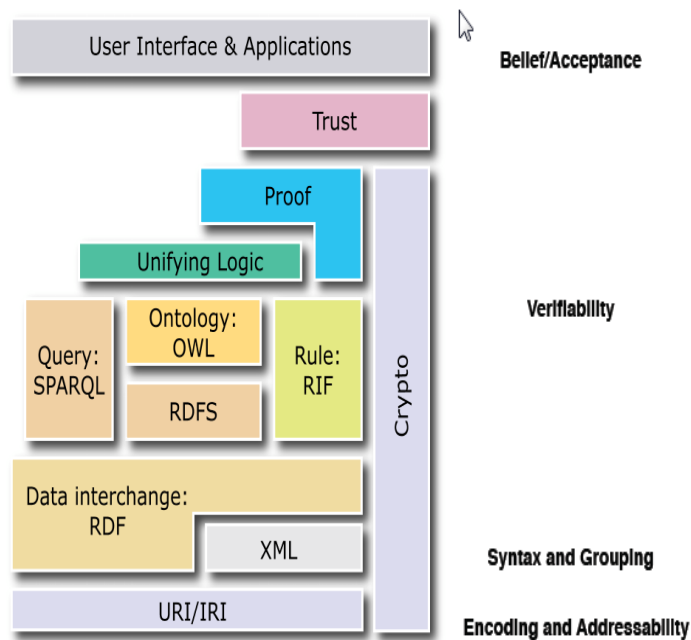 User Interface & Applications
Belief/Acceptance
Trust
Proof
Unifying Logic
Verifiability
Query:
SPARQL
Ontology:
OWL
RDFS
Rule:
RIF
Crypto
Data interchange:
RDF
XML
Syntax and Grouping
URI/IRI
Encoding and Addressability